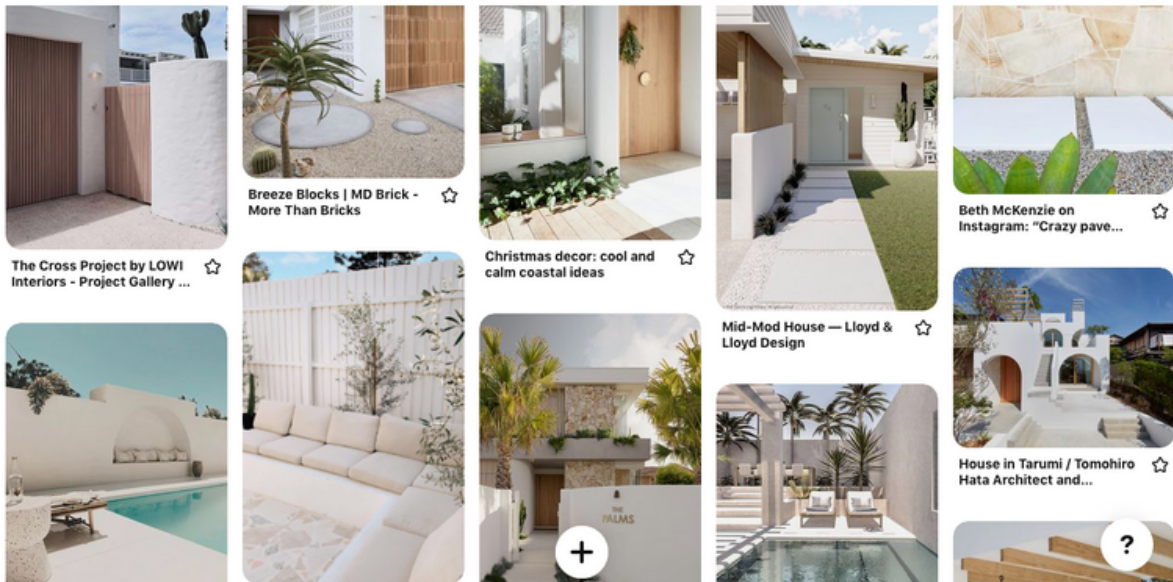 The Cross Project by LOWI
Interiors - Project Gallery ...
Breeze Blocks | MD Brick -
More Than Bricks
Christmas decor: cool and
calm coastal ideas
THE
PALMS
Mid-Mod House — Lloyd &
Lloyd Design
Beth McKenzie on
Instagram: “Crazy pave...
House in Tarumi / Tomohiro
Hata Architect and...
?